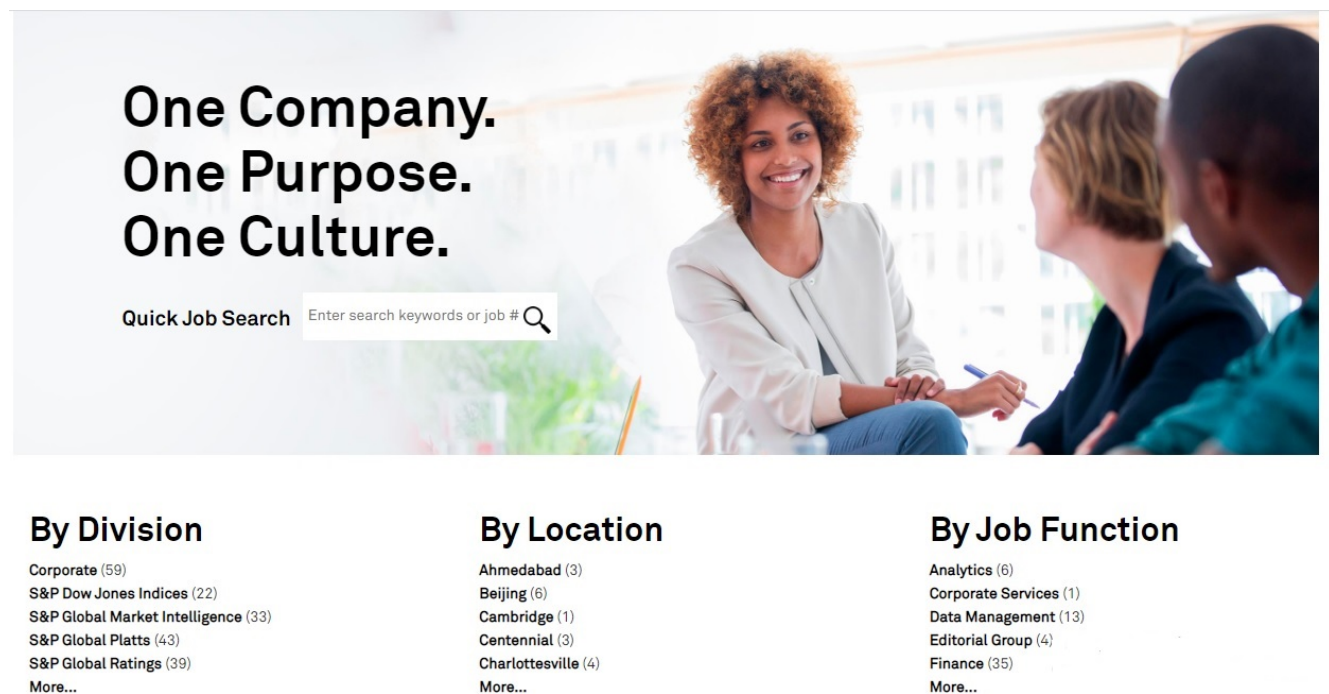 One Company.
One Purpose.
One Culture.
Quick Job Search
Enter search keywords or job #
By Division
Corporate (59)
S&P Dow Jones Indices (22)
S&P Global Market Intelligence (33)
S&P Global Platts (43)
S&P Global Ratings (39)
More...
By Location
Ahmedabad (3)
Beijing (6)
Cambridge (1)
Centennial (3)
Charlottesville (4)
More...
By Job Function
Analytics (6)
Corporate Services (1)
Data Management (13)
Editorial Group (4)
Finance (35)
More...